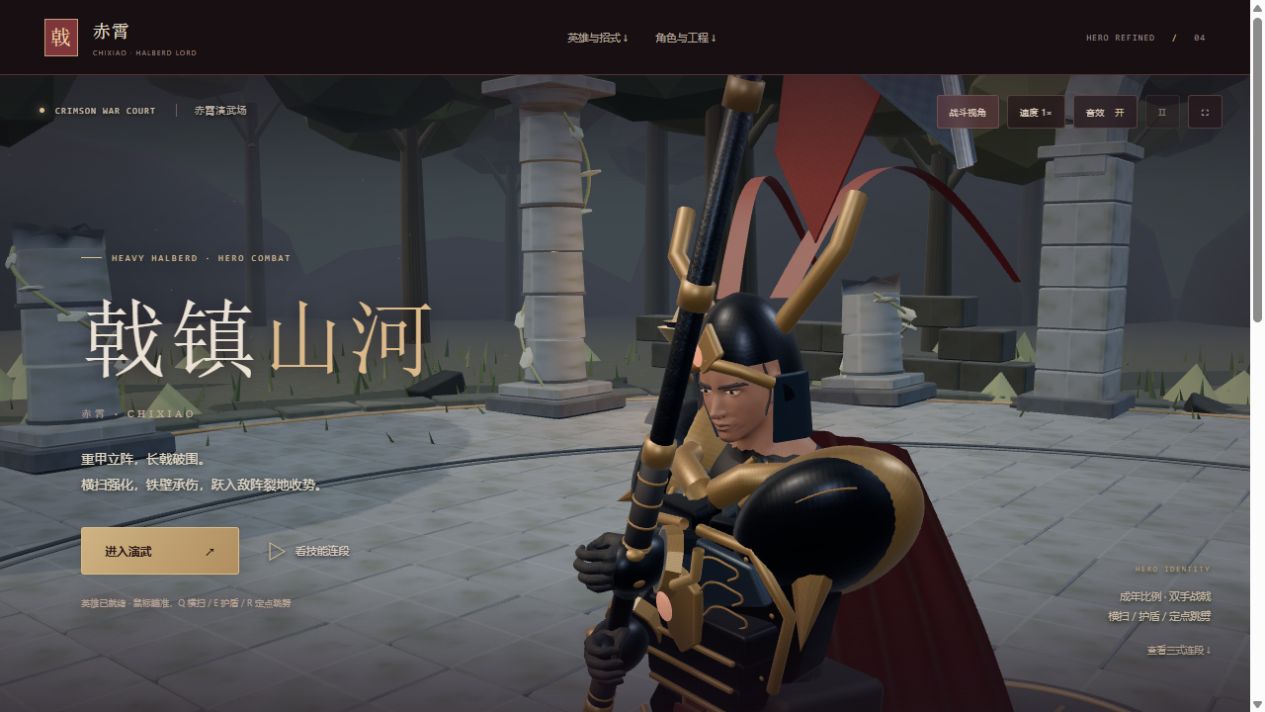 戟
赤霄
CHIXIAO · HALBERD LORD
英雄与招式↓ 角色与工程↓
HERO REFINED / 04
CRIMSON WAR COURT 赤霄演武场
战斗视角 速度 1× 音效 开
HEAVY HALBERD · HERO COMBAT
戟镇山河
赤霄 · CHIXIAO
重甲立阵，长戟破围。
横扫强化，铁壁承伤，跃入敌阵裂地收势。
进入演武 ↗ 看技能连段
英雄已就绪 · 鼠标瞄准，Q 横扫 / E 护盾 / R 定点跳劈
HERO IDENTITY
成年比例 · 双手战戟
横扫 / 护盾 / 定点跳劈
查看三式连段↓